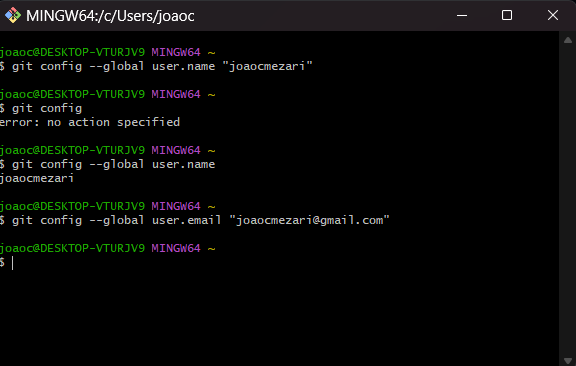 MINGW64:/c/Users/joaoc
joaoc@DESKTOP-VTURJV9 MINGW64 ~
$ git config --global user.name "joaocmezari"
joaoc@DESKTOP-VTURJV9 MINGW64 ~
$ git config
error: no action specified
joaoc@DESKTOP-VTURJV9 MINGW64 ~
$ git config --global user.name
joaocmezari
joaoc@DESKTOP-VTURJV9 MINGW64 ~
$ git config --global user.email "joaocmezari@gmail.com"
joaoc@DESKTOP-VTURJV9 MINGW64 ~
$